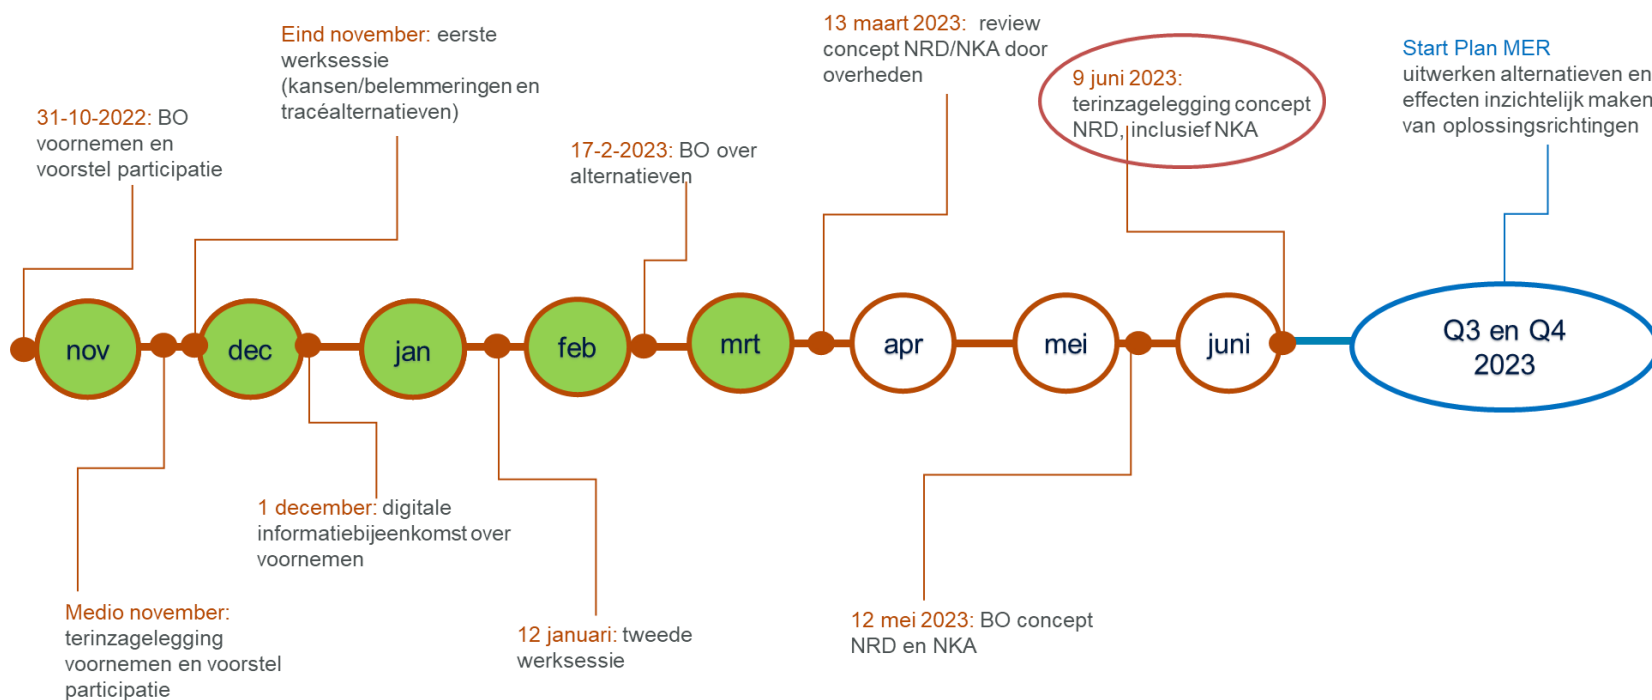 31-10-2022: BO
voornemen en
voorstel participatie
Eind november: eerste
werksessie
(kansen/belemmeringen en
tracéalternatieven)
17-2-2023: BO over
alternatieven
13 maart 2023: review
concept NRD/NKA door
overheden
9 juni 2023:
terinzagelegging concept
NRD, inclusief NKA
Start Plan MER
uitwerken alternatieven en
effecten inzichtelijk maken
van oplossingsrichtingen
nov
dec
jan
feb
mrt
apr
mei
juni
Q3 en Q4
2023
Medio november:
terinzagelegging
voornemen en voorstel
participatie
1 december: digitale
informatiebijeenkomst over
voornemen
12 januari: tweede
werksessie
12 mei 2023: BO concept
NRD en NKA